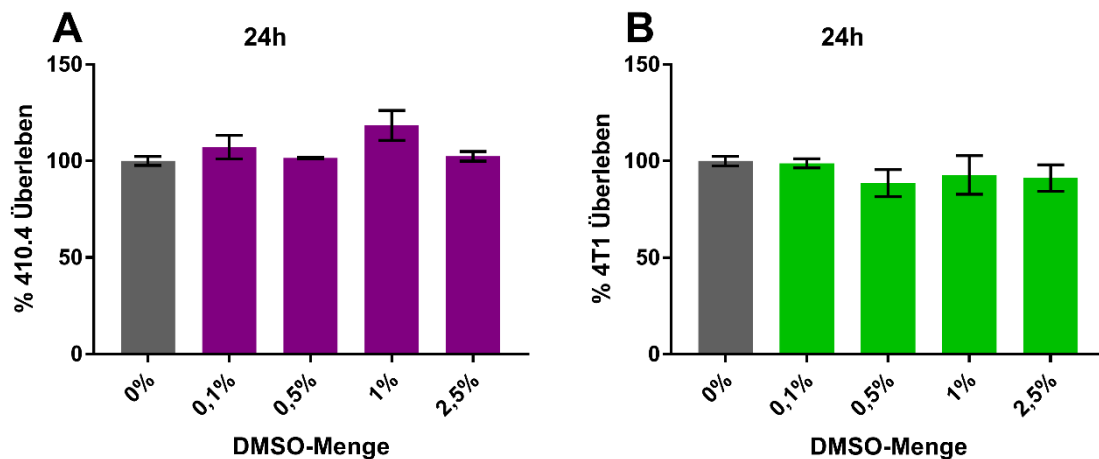 A
24h
% 410.4 Überleben
150
100
50
0
0%
0,1%
0,5%
1%
2,5%
DMSO-Menge
B
24h
% 4T1 Überleben
150
100
50
0
0%
0,1%
0,5%
1%
2,5%
DMSO-Menge